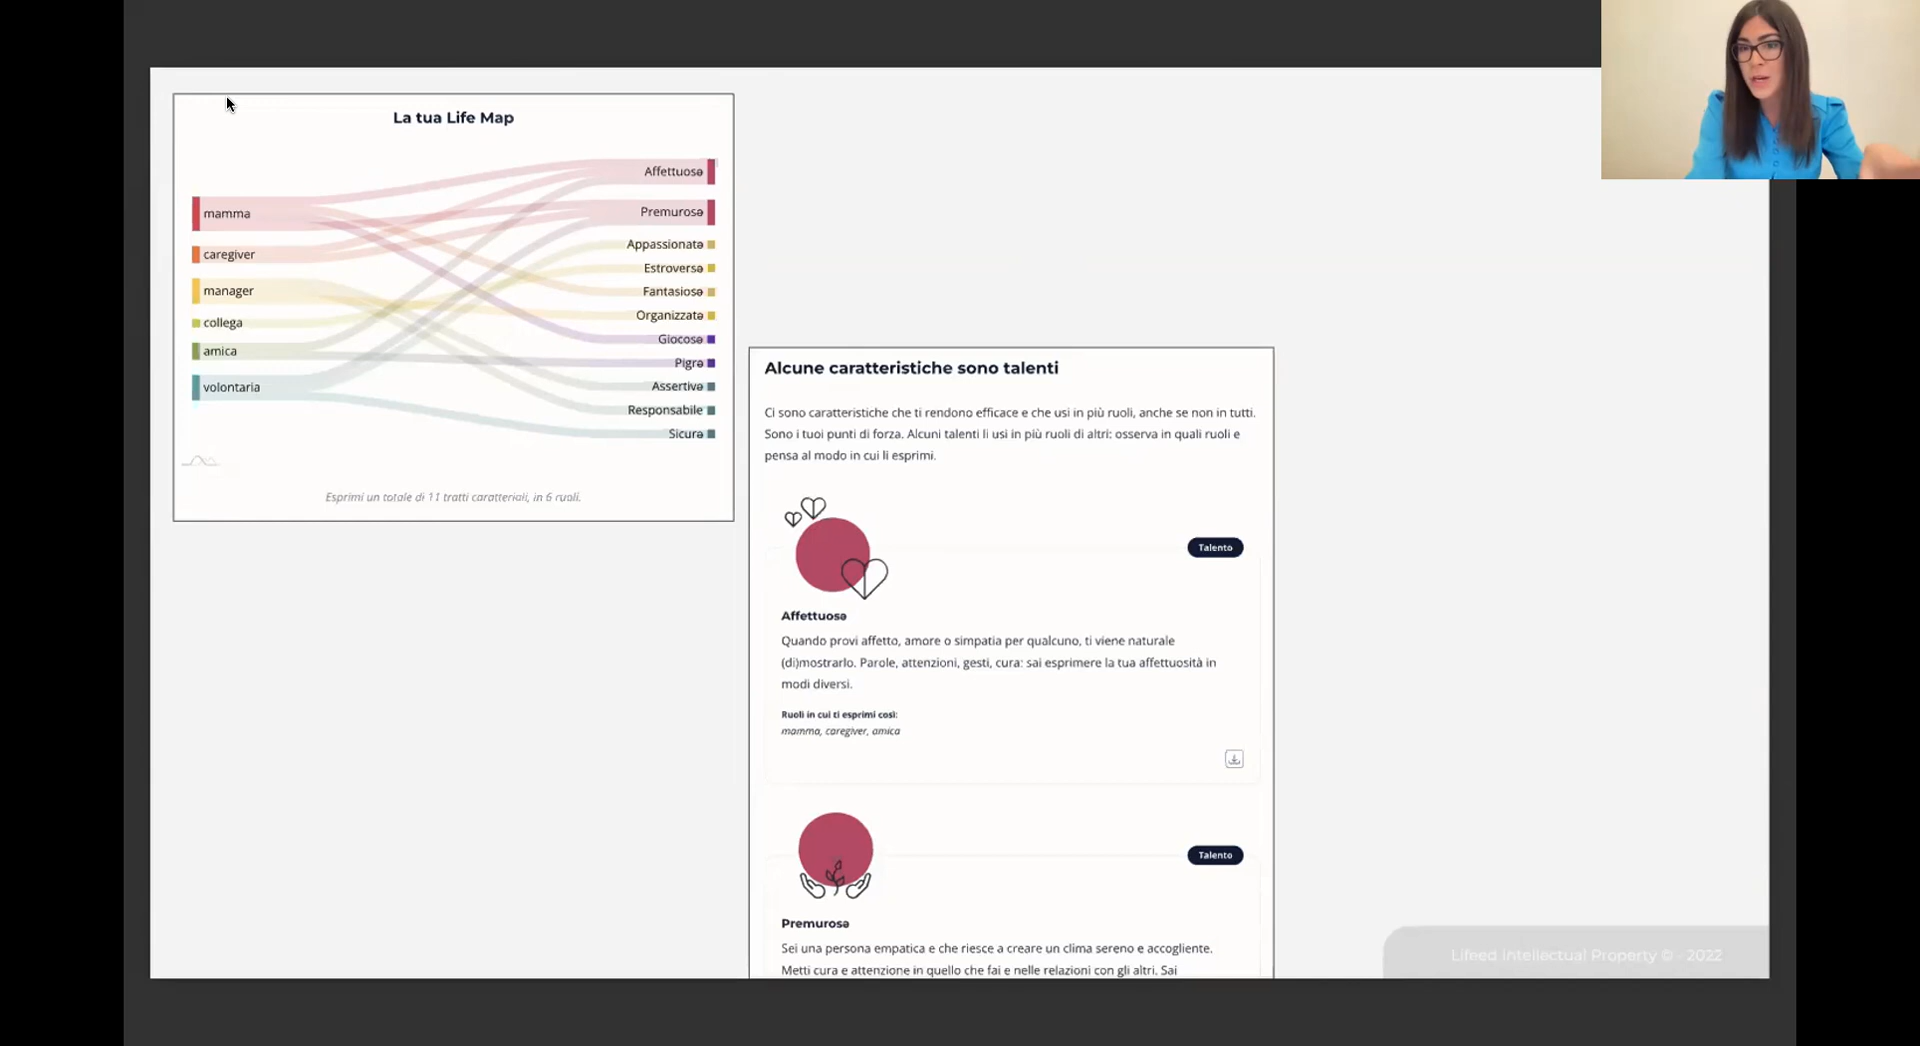 La tua Life Map
mamma
caregiver
manager
collega
amica
volontaria
Affettuosə
Premurosə
Appassionatə
Estroversə
Fantasiosə
Organizzatə
Giocosə
Pigrə
Assertivə
Responsabile
Sicurə
Esprimi un totale di 11 tratti caratteriali, in 6 ruoli.
Alcune caratteristiche sono talenti
Ci sono caratteristiche che ti rendono efficace e che usi in più ruoli, anche se non in tutti.
Sono i tuoi punti di forza. Alcuni talenti li usi in più ruoli di altri: osserva in quali ruoli e
pensa al modo in cui li esprimi.
Talento
Affettuosə
Quando provi affetto, amore o simpatia per qualcuno, ti viene naturale
(di)mostrarlo. Parole, attenzioni, gesti, cura: sai esprimere la tua affettuosità in
modi diversi.
Ruoli in cui ti esprimi così:
mamma, caregiver, amica
Talento
Premurosə
Sei una persona empatica e che riesce a creare un clima sereno e accogliente.
Metti cura e attenzione in quello che fai e nelle relazioni con gli altri. Sai
Lifeed Intellectual Property © - 2022